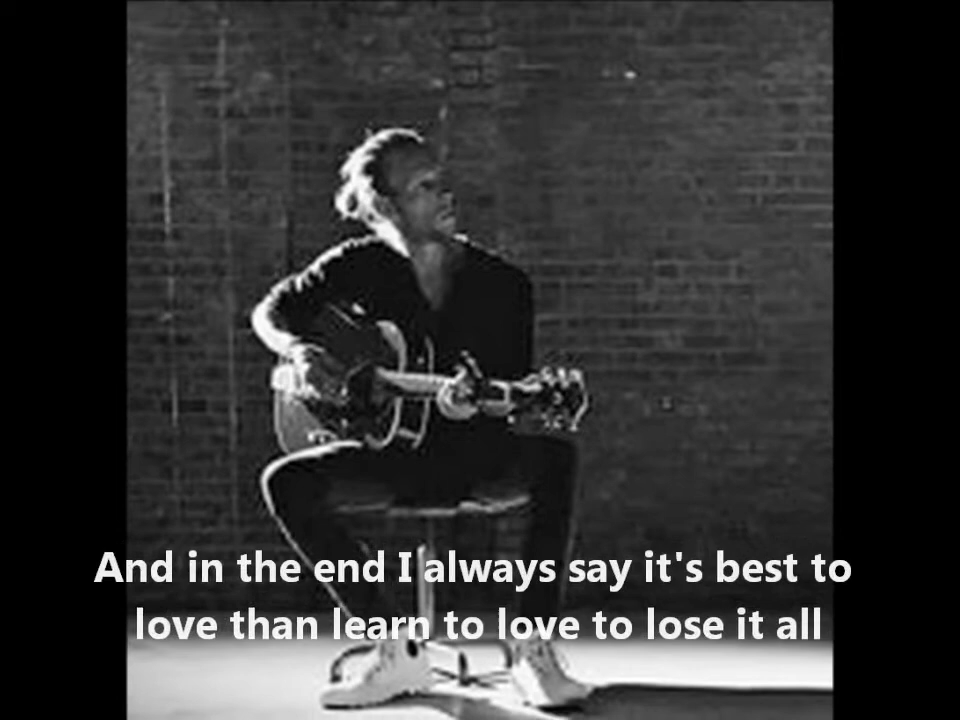 And in the end I always say it's best to
love than learn to love to lose it all